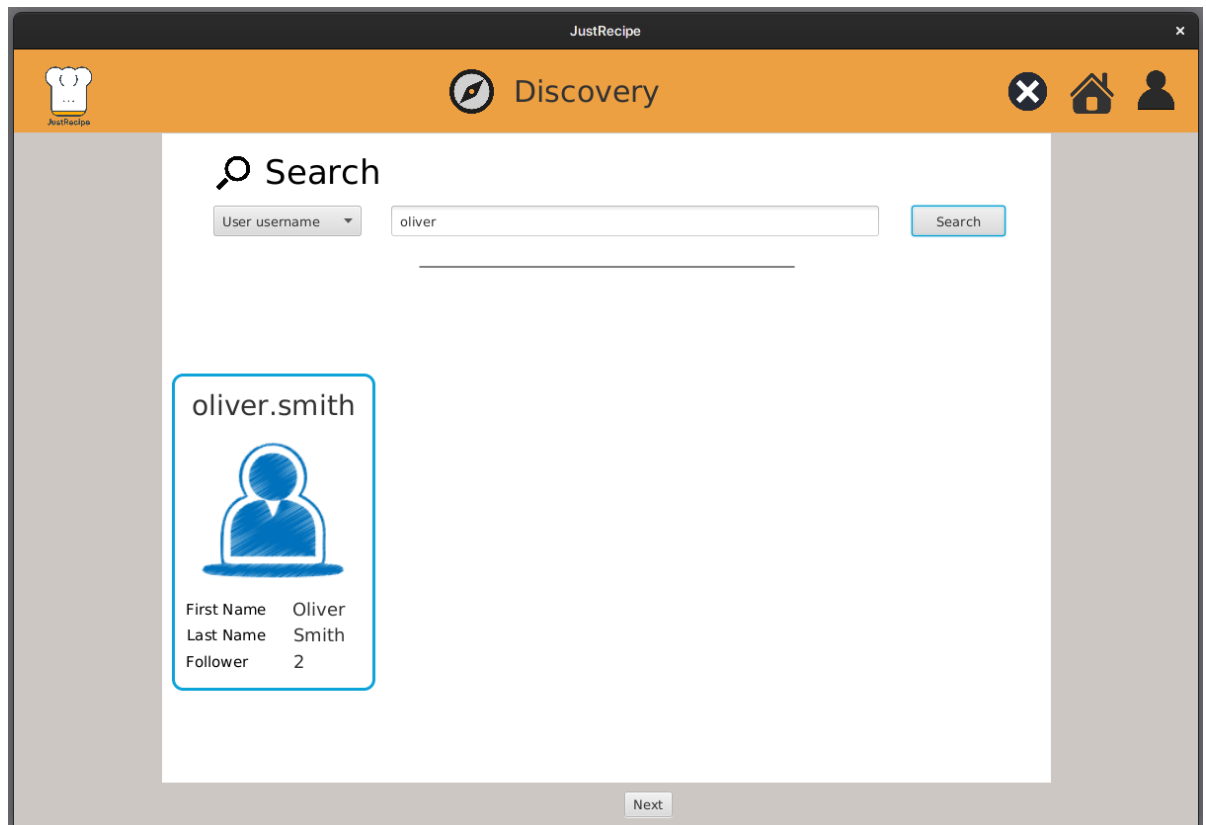 JustRecipe
×
{ }
...
JustRecipe
Discovery
Search
User username
oliver
Search
oliver.smith
First Name Oliver
Last Name Smith
Follower 2
Next